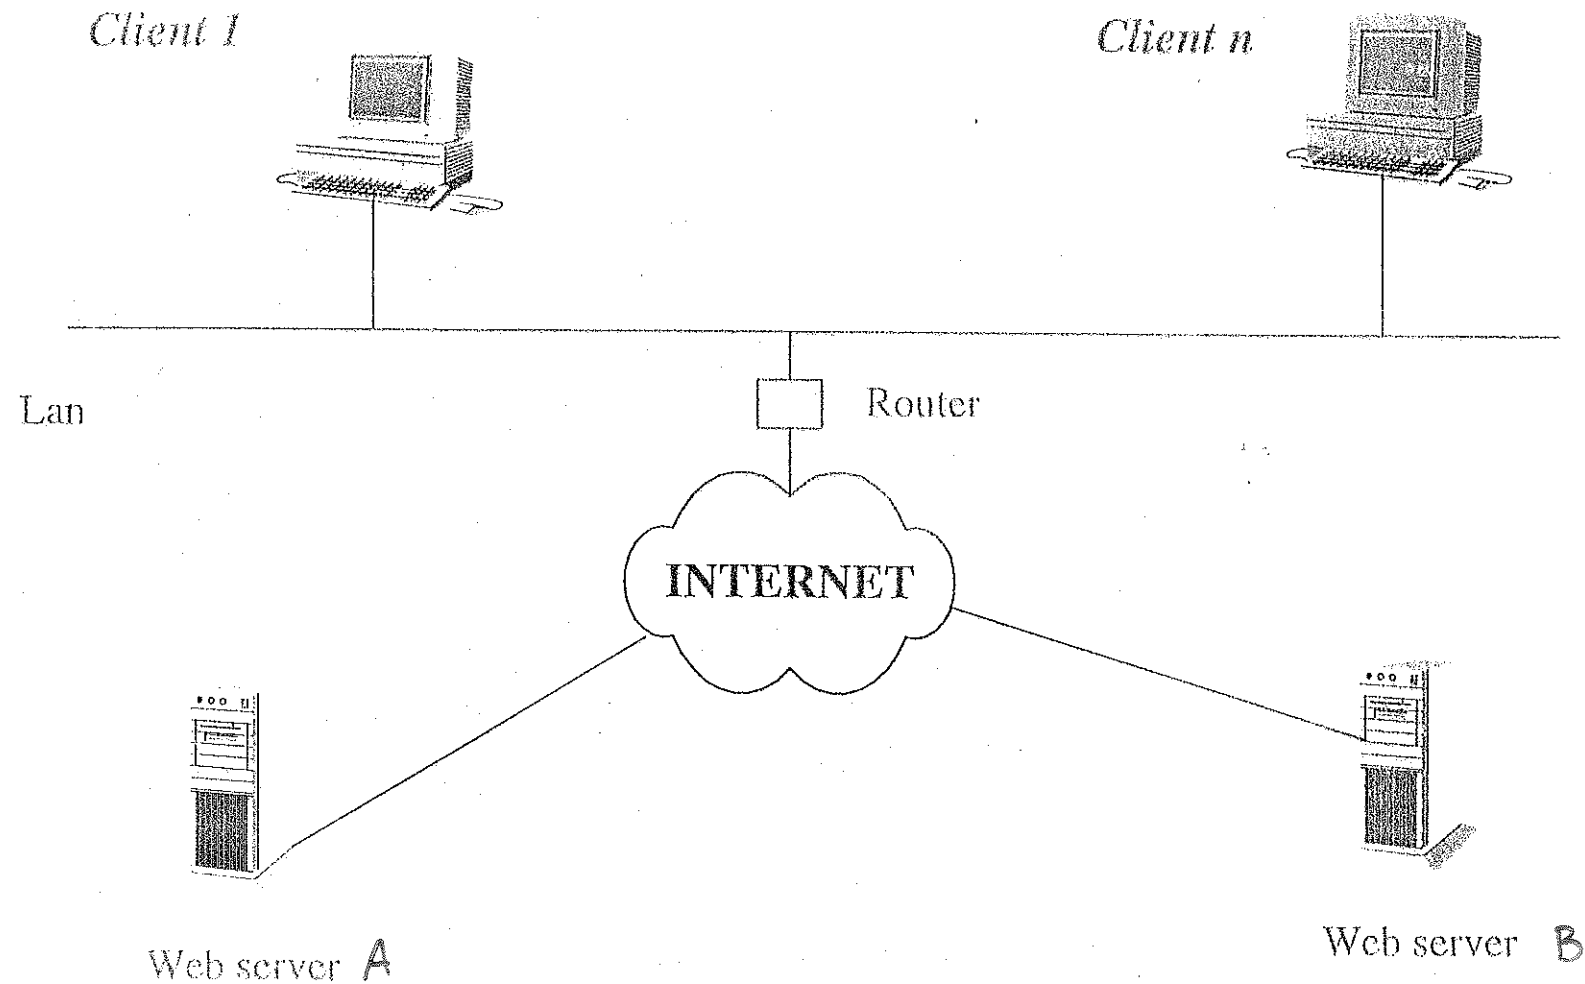 Client 1
Client n
Lan
Router
INTERNET
Web server A
Web server B